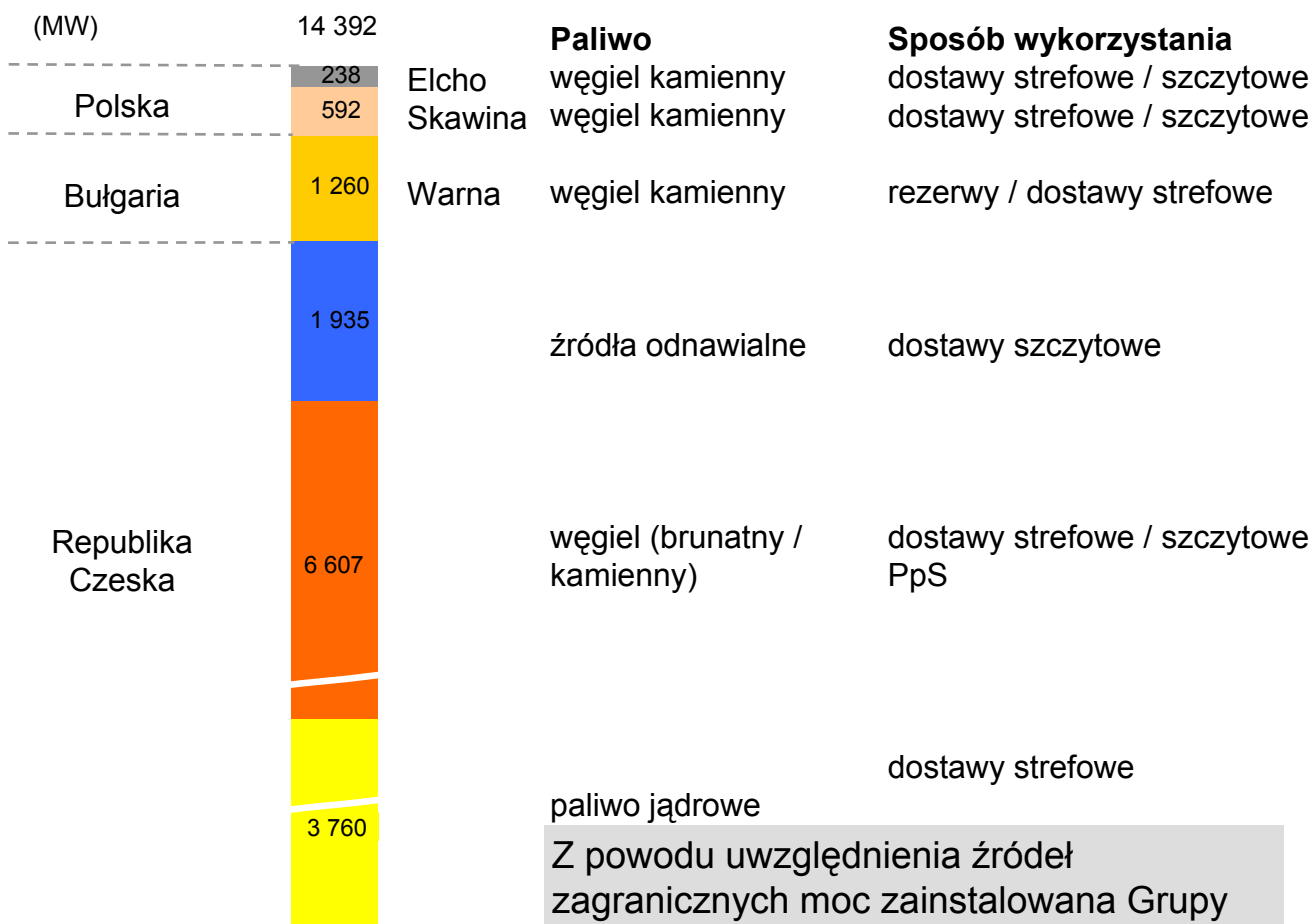 (MW)
14 392
Paliwo
Sposób wykorzystania
Polska
238
Elcho
węgiel kamienny
dostawy strefowe / szczytowe
592
Skawina
węgiel kamienny
dostawy strefowe / szczytowe
Bułgaria
1 260
Warna
węgiel kamienny
rezerwy / dostawy strefowe
1 935
źródła odnawialne
dostawy szczytowe
Republika
Czeska
6 607
węgiel (brunatny /
kamienny)
dostawy strefowe / szczytowe
PpS
dostawy strefowe
paliwo jądrowe
3 760
Z powodu uwzględnienia źródeł
zagranicznych moc zainstalowana Grupy